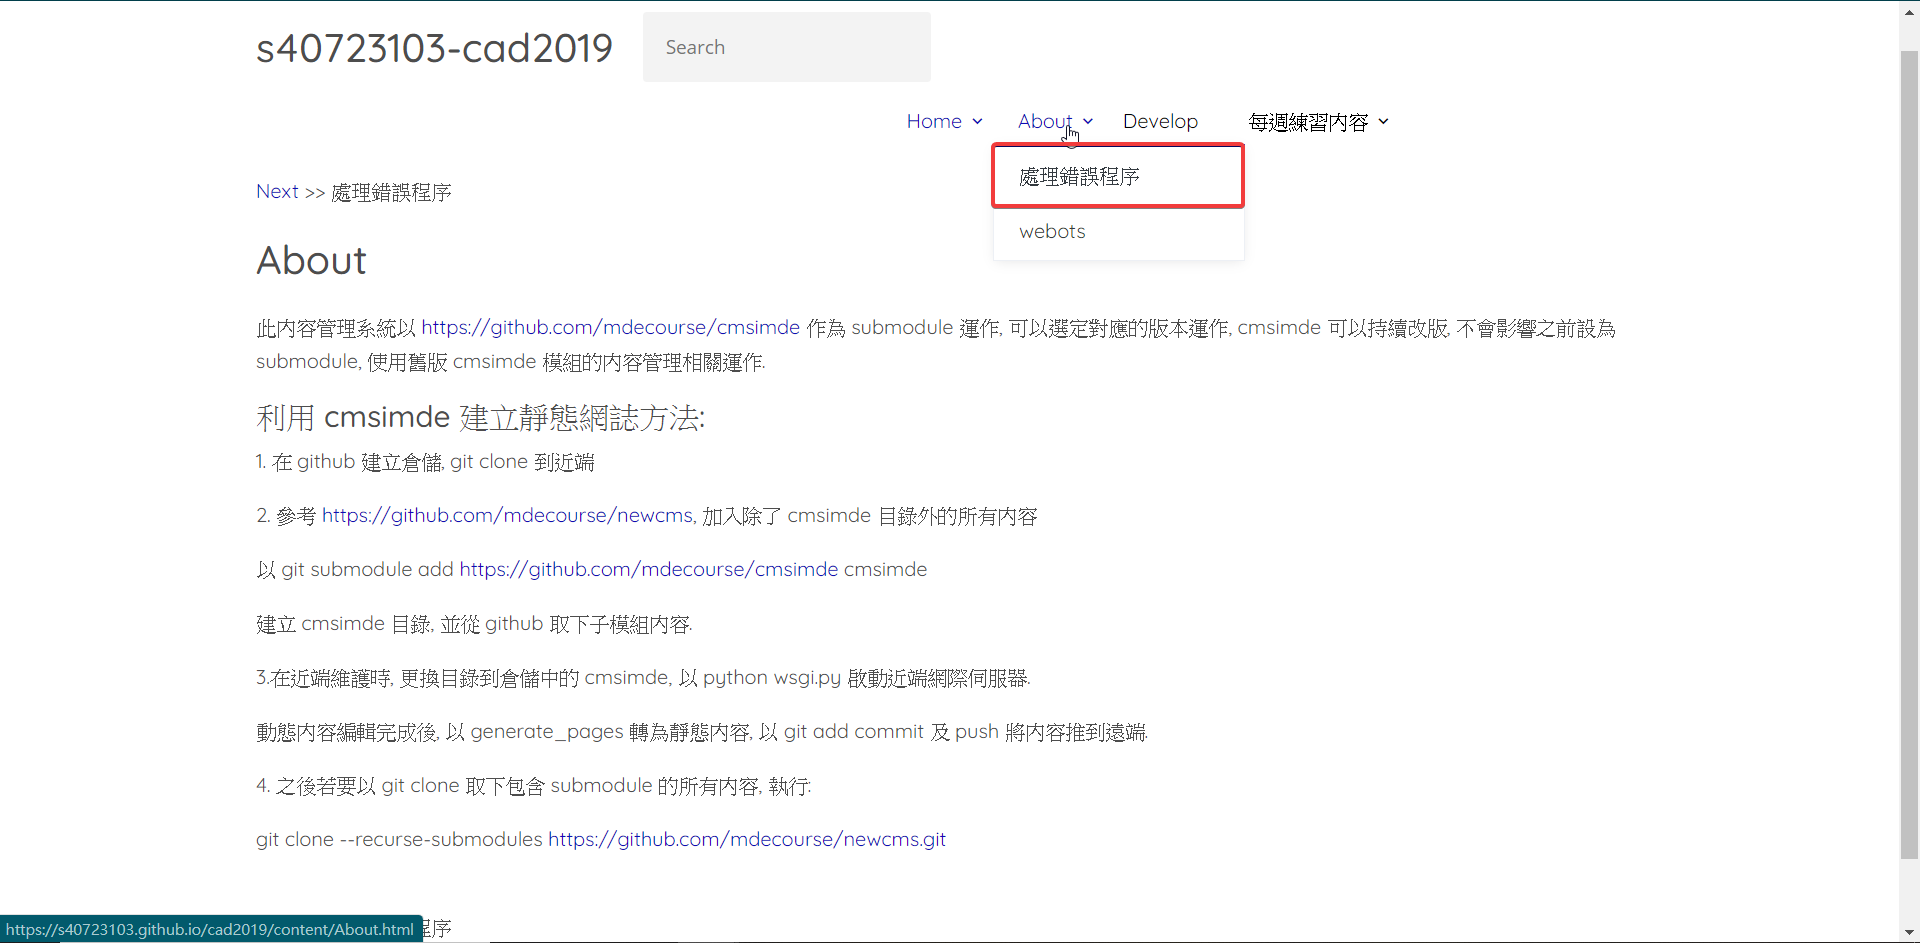 s40723103-cad2019
Search
Home About Develop 每週練習內容
處理錯誤程序
webots
Next >> 處理錯誤程序
About
此內容管理系統以 https://github.com/mdecourse/cmsimde 作為 submodule 運作, 可以選定對應的版本運作, cmsimde 可以持續改版, 不會影響之前設為
submodule, 使用舊版 cmsimde 模組的內容管理相關運作.
利用 cmsimde 建立靜態網誌方法:
1. 在 github 建立倉儲, git clone 到近端
2. 參考 https://github.com/mdecourse/newcms, 加入除了 cmsimde 目錄外的所有內容
以 git submodule add https://github.com/mdecourse/cmsimde cmsimde
建立 cmsimde 目錄, 並從 github 取下子模組內容.
3.在近端維護時, 更換目錄到倉儲中的 cmsimde, 以 python wsgi.py 啟動近端網際伺服器.
動態內容編輯完成後, 以 generate_pages 轉為靜態內容, 以 git add commit 及 push 將內容推到遠端.
4. 之後若要以 git clone 取下包含 submodule 的所有內容, 執行:
git clone --recurse-submodules https://github.com/mdecourse/newcms.git
https://s40723103.github.io/cad2019/content/About.html 程序